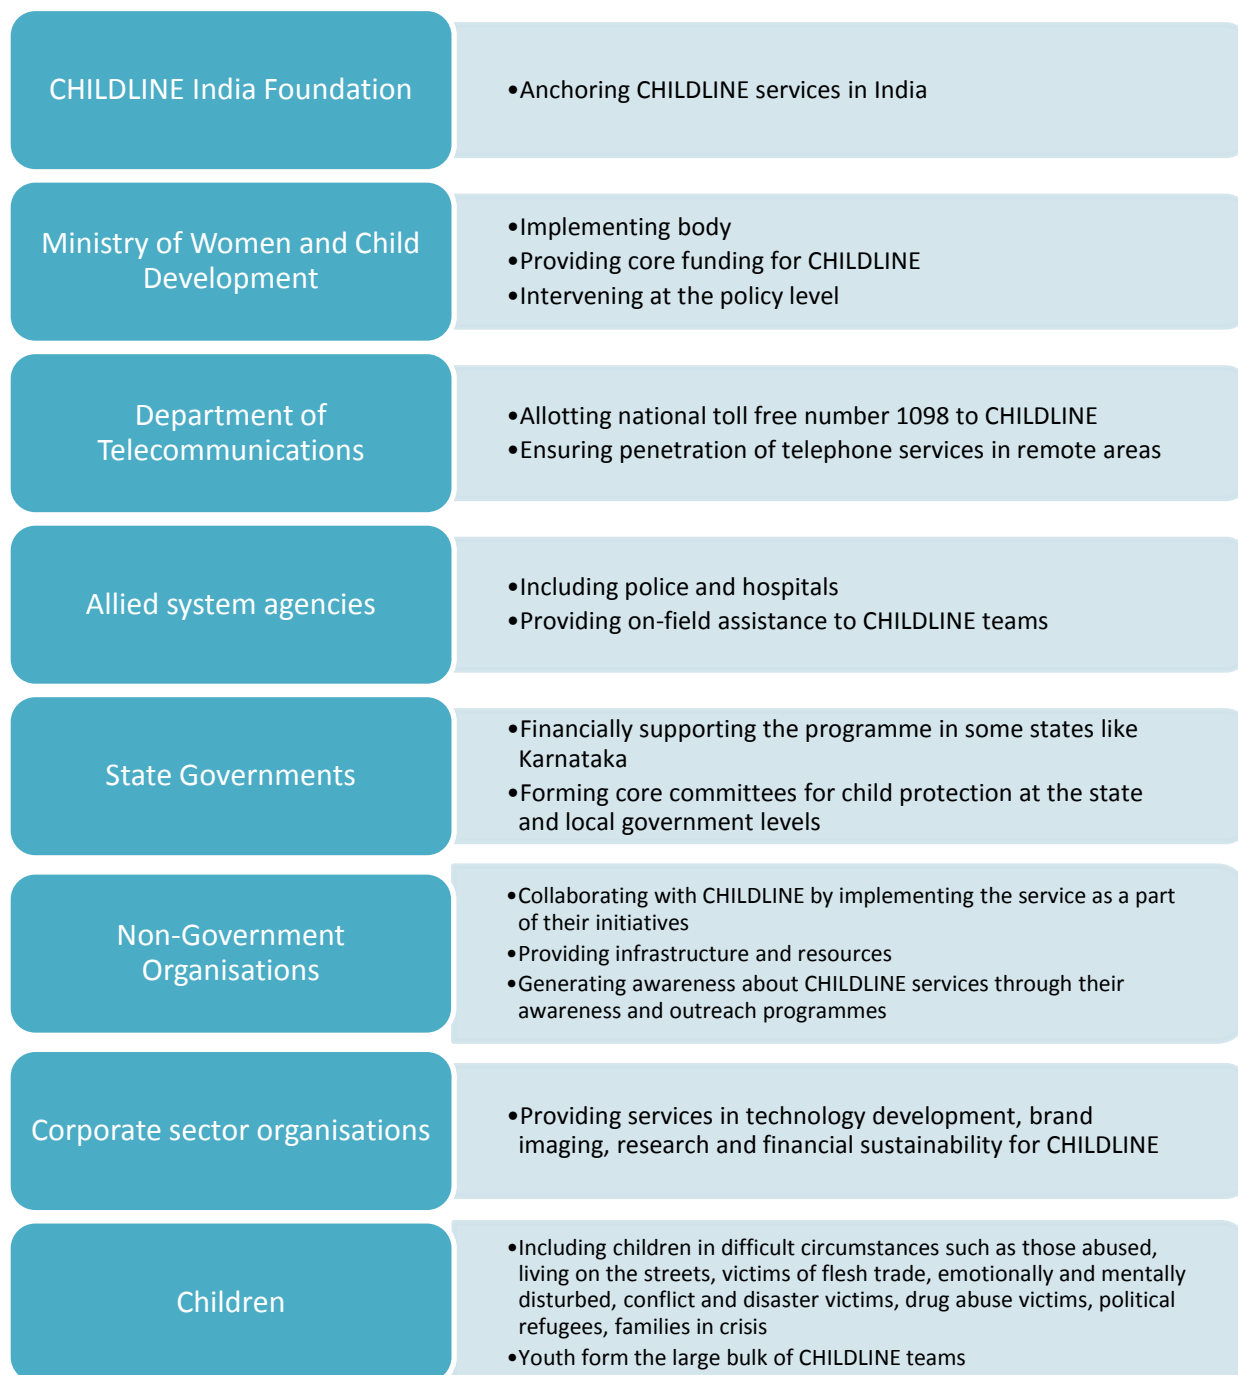 CHILDLINE India Foundation
•Anchoring CHILDLINE services in India
Ministry of Women and Child
Development
•Implementing body
•Providing core funding for CHILDLINE
•Intervening at the policy level
Department of
Telecommunications
•Allotting national toll free number 1098 to CHILDLINE
•Ensuring penetration of telephone services in remote areas
Allied system agencies
•Including police and hospitals
•Providing on-field assistance to CHILDLINE teams
State Governments
•Financially supporting the programme in some states like
Karnataka
•Forming core committees for child protection at the state
and local government levels
Non-Government
Organisations
•Collaborating with CHILDLINE by implementing the service as a part
of their initiatives
•Providing infrastructure and resources
•Generating awareness about CHILDLINE services through their
awareness and outreach programmes
Corporate sector organisations
•Providing services in technology development, brand
imaging, research and financial sustainability for CHILDLINE
Children
•Including children in difficult circumstances such as those abused,
living on the streets, victims of flesh trade, emotionally and mentally
disturbed, conflict and disaster victims, drug abuse victims, political
refugees, families in crisis
•Youth form the large bulk of CHILDLINE teams